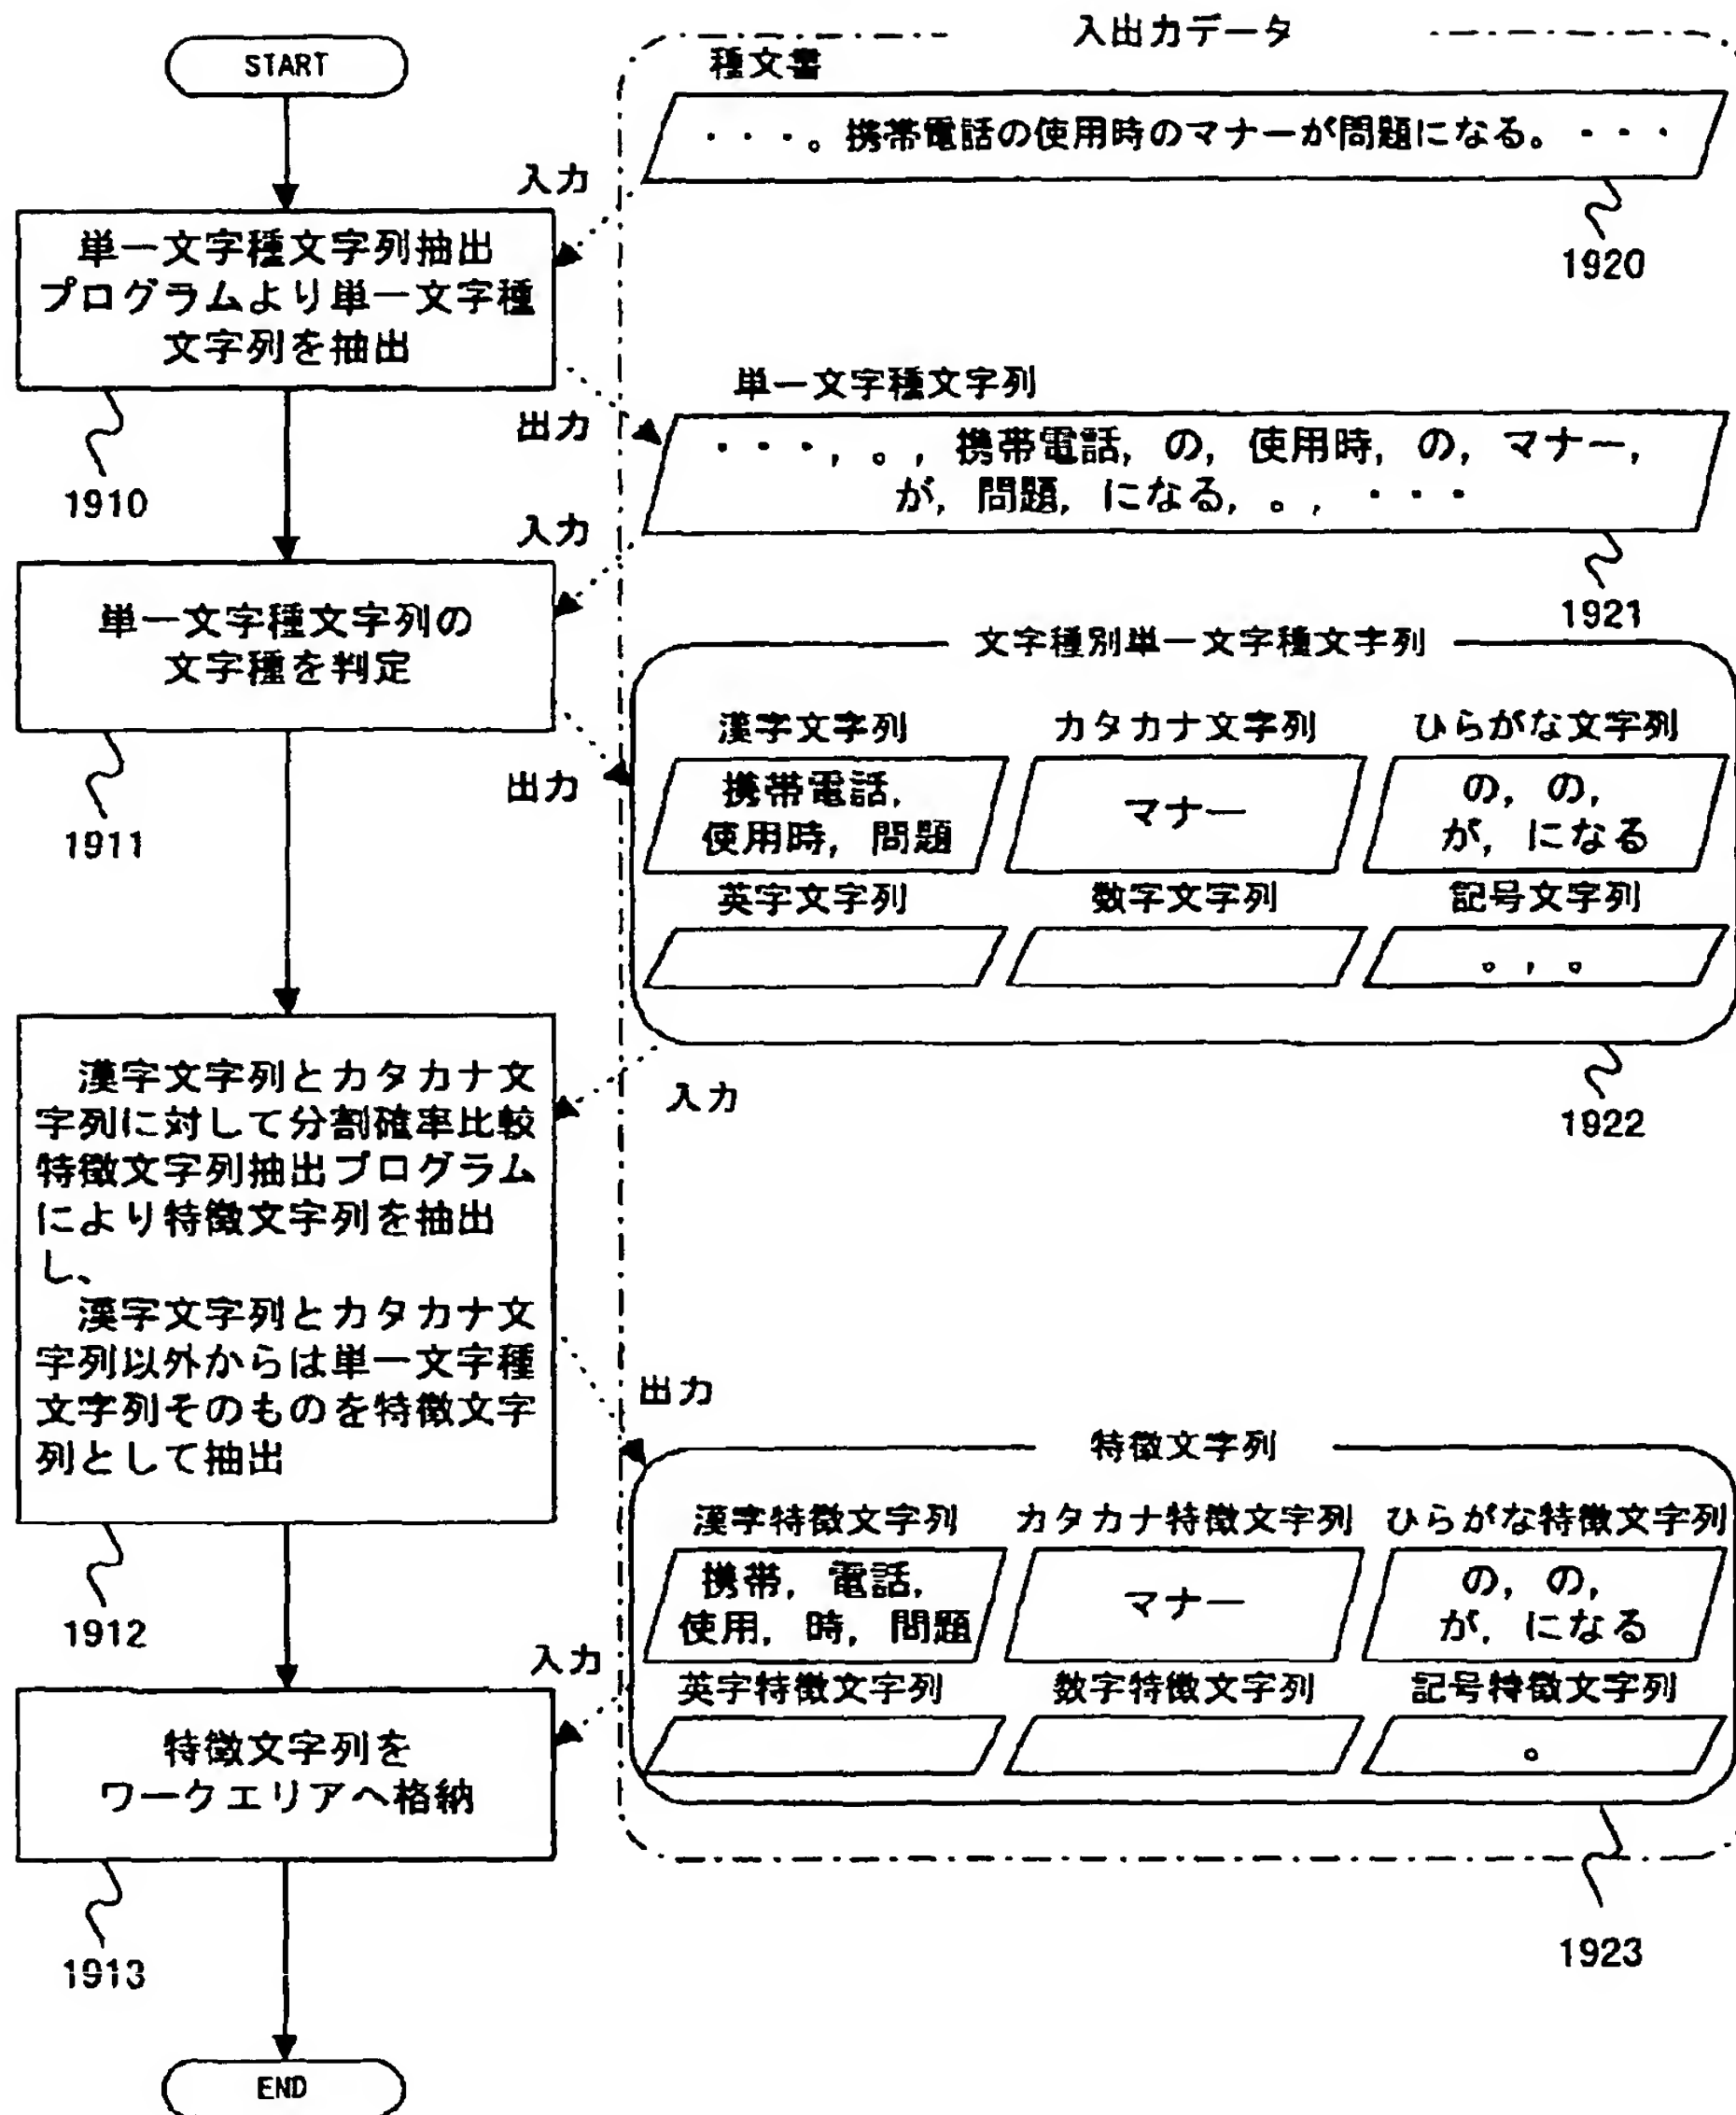 START
単一文字種文字列抽出
プログラムより単一文字種
文字列を抽出
1910
単一文字種文字列の
文字種を判定
1911
漢字文字列とカタカナ文
字列に対して分割確率比較
特徴文字列抽出プログラム
により特徴文字列を抽出
し、
漢字文字列とカタカナ文
字列以外からは単一文字種
文字列そのものを特徴文字
列として抽出
1912
特徴文字列を
ワークエリアへ格納
1913
END
入力
出力
入力
出力
入力
出力
入力
入出力データ
種文書
・・・。携帯電話の使用時のマナーが問題になる。・・・
1920
単一文字種文字列
・・・, 。, 携帯電話, の, 使用時, の, マナー,
が, 問題, になる, 。, ・・・
1921
文字種別単一文字種文字列
漢字文字列 カタカナ文字列 ひらがな文字列
携帯電話, マナー の, の,
使用時, 問題 が, になる
英字文字列 数字文字列 記号文字列
。, 。
1922
特徴文字列
漢字特徴文字列 カタカナ特徴文字列 ひらがな特徴文字列
携帯, 電話, マナー の, の,
使用, 時, 問題 が, になる
英字特徴文字列 数字特徴文字列 記号特徴文字列
。
1923